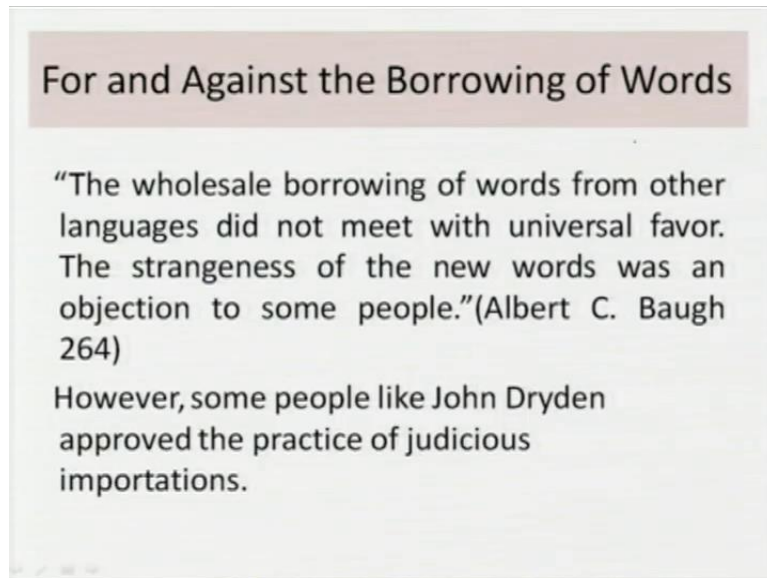 For and Against the Borrowing of Words
“The wholesale borrowing of words from other
languages did not meet with universal favor.
The strangeness of the new words was an
objection to some people.”(Albert C. Baugh
264)
However, some people like John Dryden
approved the practice of judicious
importations.